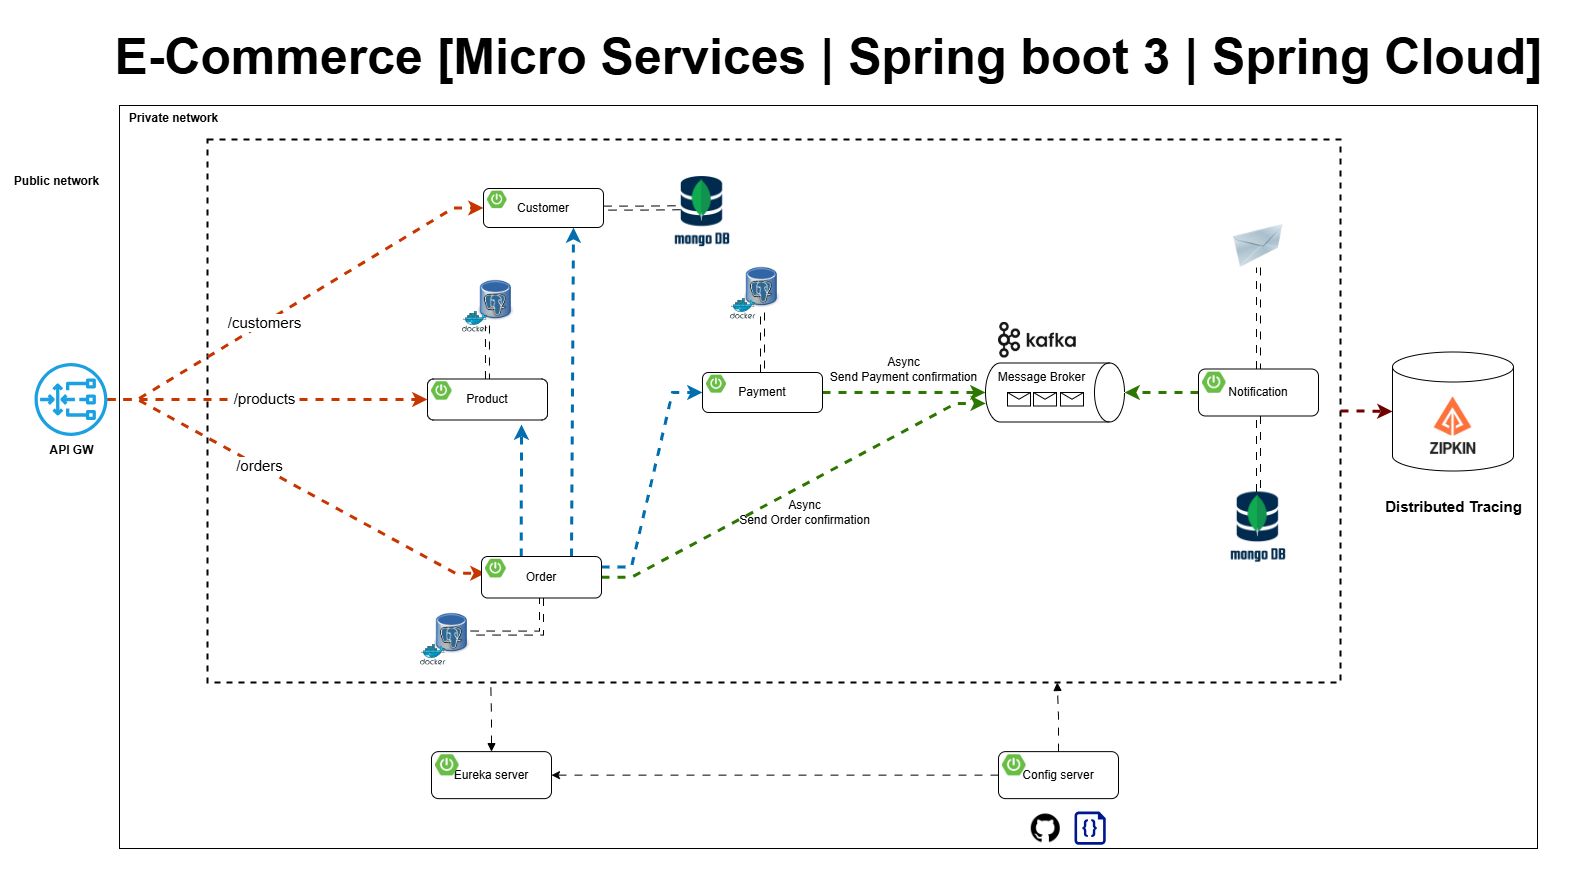 E-Commerce [Micro Services | Spring boot 3 | Spring Cloud]
Private network
Public network
Customer
mongo DB
docker
docker
/customers
kafka
Async
Send Payment confirmation
Message Broker
Product
Payment
Notification
/products
API GW
ZIPKIN
/orders
Distributed Tracing
Async
Send Order confirmation
mongo DB
Order
docker
Eureka server
Config server
{}